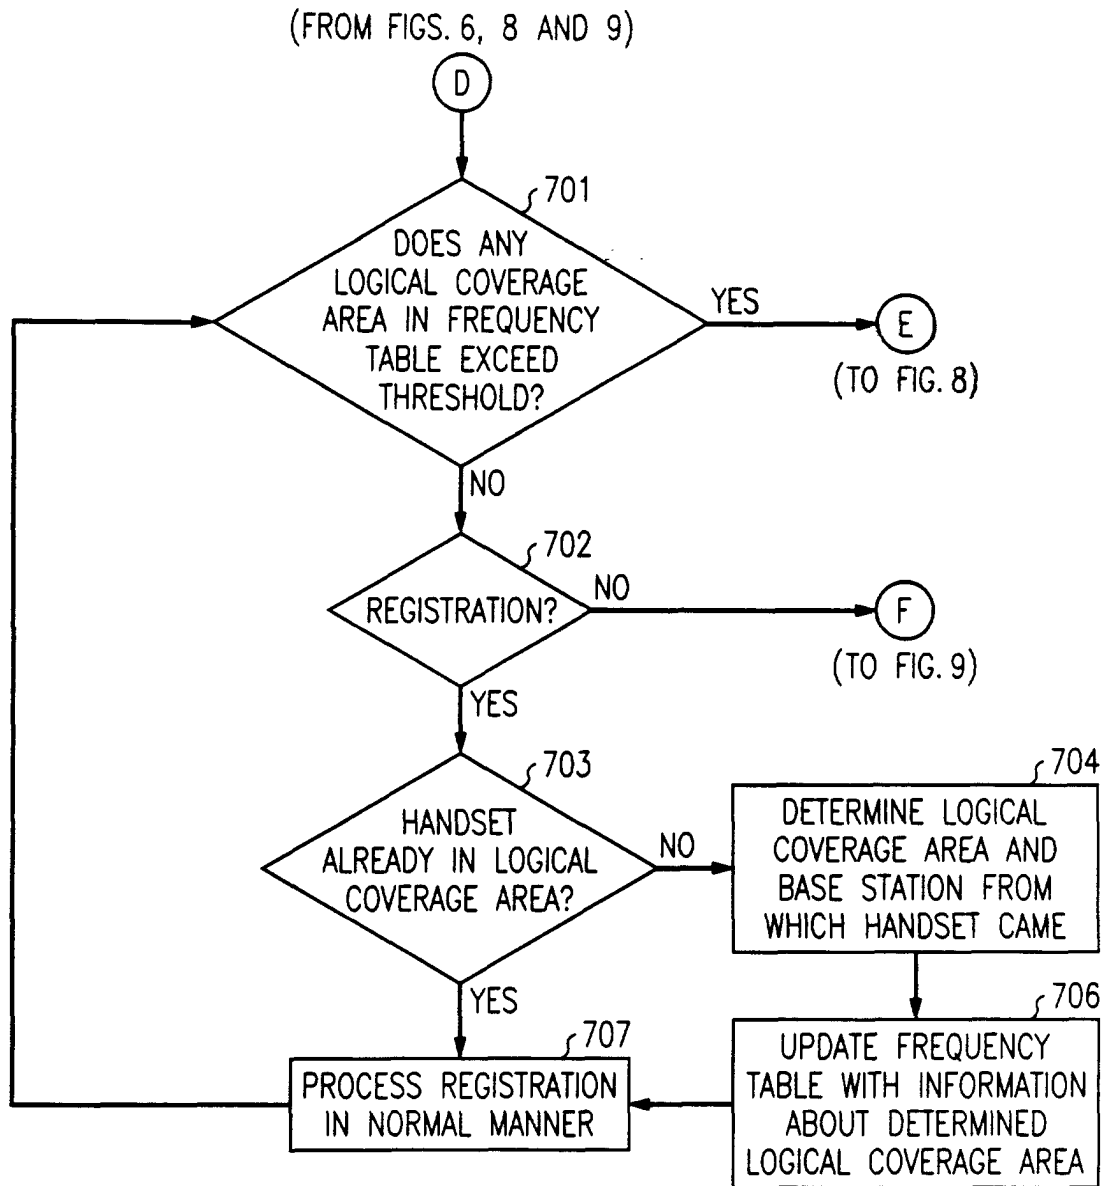 (FROM FIGS. 6, 8 AND 9)
D
701
DOES ANY
LOGICAL COVERAGE
AREA IN FREQUENCY
TABLE EXCEED
THRESHOLD?
YES
E
(TO FIG. 8)
NO
702
REGISTRATION?
NO
F
(TO FIG. 9)
YES
703
HANDSET
ALREADY IN LOGICAL
COVERAGE AREA?
NO
704
DETERMINE LOGICAL
COVERAGE AREA AND
BASE STATION FROM
WHICH HANDSET CAME
YES
706
UPDATE FREQUENCY
TABLE WITH INFORMATION
ABOUT DETERMINED
LOGICAL COVERAGE AREA
707
PROCESS REGISTRATION
IN NORMAL MANNER